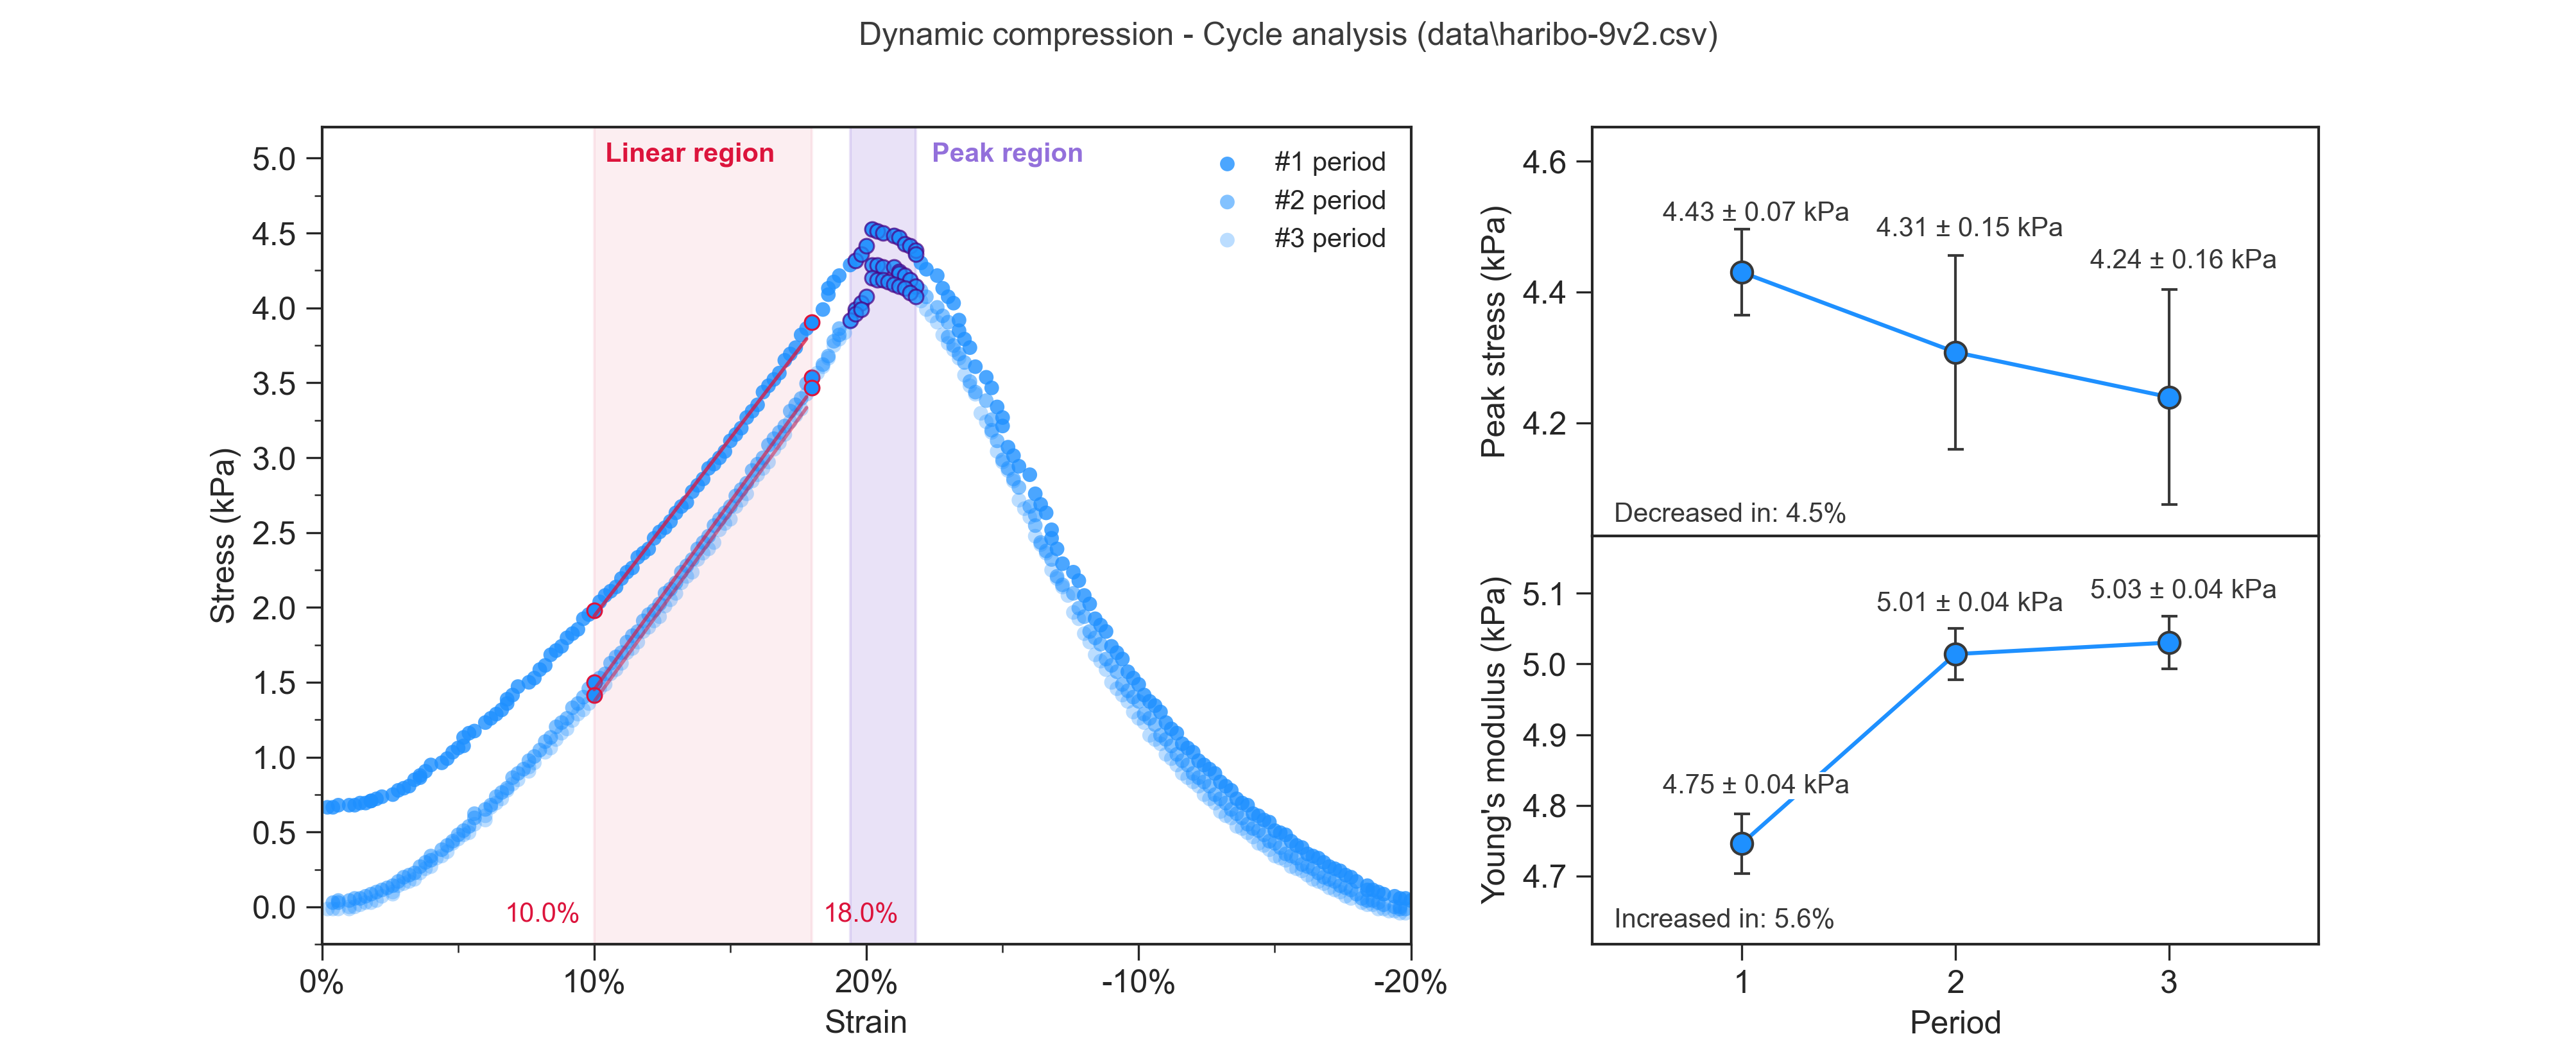 Dynamic compression - Cycle analysis (data\haribo-9v2.csv)
Stress (kPa)
5.0
4.5
4.0
3.5
3.0
2.5
2.0
1.5
1.0
0.5
0.0
Linear region
Peak region
#1 period
#2 period
#3 period
10.0%
18.0%
0%
10%
20%
-10%
-20%
Strain
Peak stress (kPa)
4.6
4.4
4.2
4.43 ± 0.07 kPa
4.31 ± 0.15 kPa
4.24 ± 0.16 kPa
Decreased in: 4.5%
Young's modulus (kPa)
5.1
5.0
4.9
4.8
4.7
4.75 ± 0.04 kPa
5.01 ± 0.04 kPa
5.03 ± 0.04 kPa
Increased in: 5.6%
1
2
3
Period